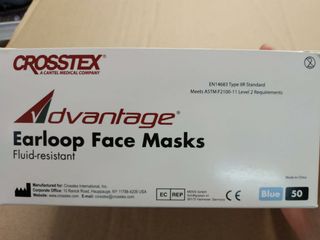 CROSSTEX®
A CANTEL MEDICAL COMPANY
EN14683 Type IIR Standard
Meets ASTM F2100-11 Level 2 Requirements
Advantage®
Earloop Face Masks
Fluid-resistant
Made in China
Manufactured for: Crosstex International, Inc.
Corporate Office: 10 Ranick Road, Hauppauge, NY 11788-6228 USA
www.crosstex.com
EC REP
CE
Blue
50